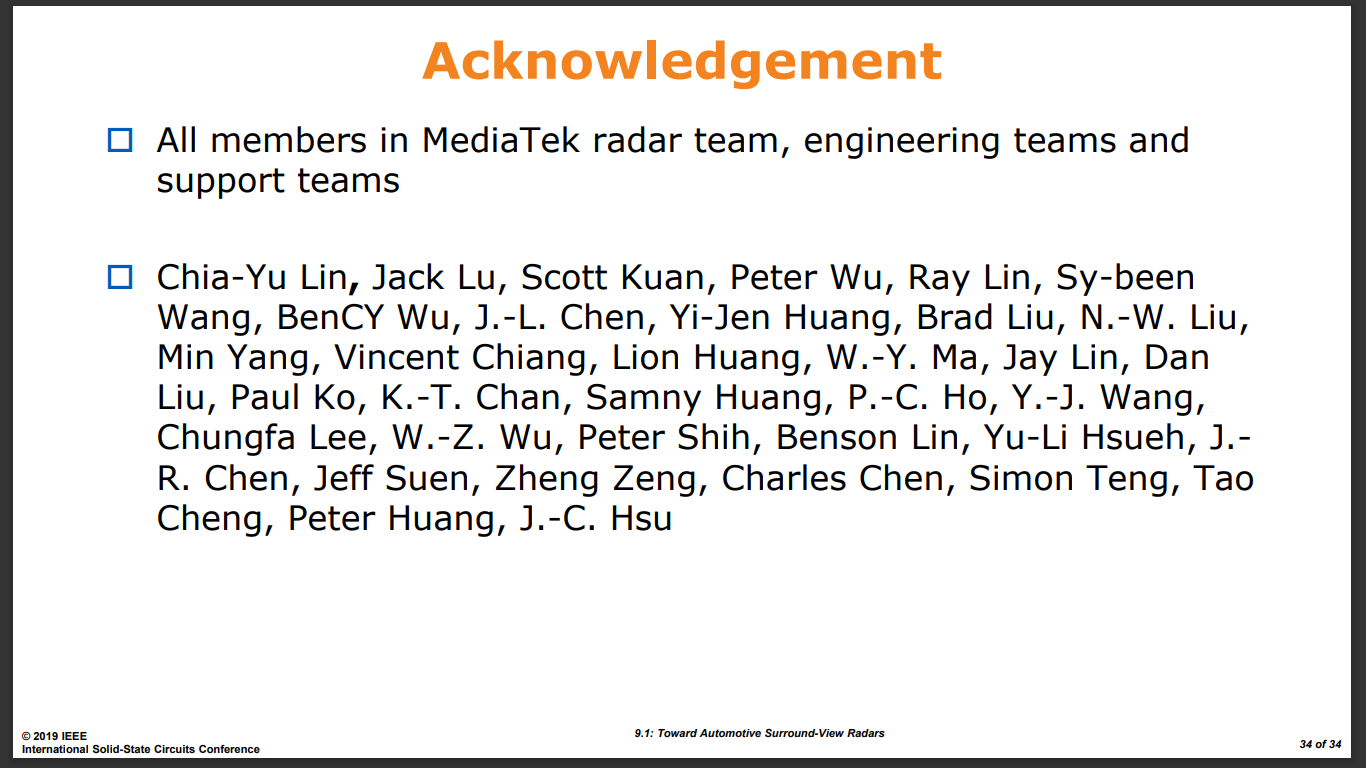 Acknowledgement
All members in MediaTek radar team, engineering teams and
support teams
Chia-Yu Lin, Jack Lu, Scott Kuan, Peter Wu, Ray Lin, Sy-been
Wang, BenCY Wu, J.-L. Chen, Yi-Jen Huang, Brad Liu, N.-W. Liu,
Min Yang, Vincent Chiang, Lion Huang, W.-Y. Ma, Jay Lin, Dan
Liu, Paul Ko, K.-T. Chan, Samny Huang, P.-C. Ho, Y.-J. Wang,
Chungfa Lee, W.-Z. Wu, Peter Shih, Benson Lin, Yu-Li Hsueh, J.-
R. Chen, Jeff Suen, Zheng Zeng, Charles Chen, Simon Teng, Tao
Cheng, Peter Huang, J.-C. Hsu
© 2019 IEEE
International Solid-State Circuits Conference
9.1: Toward Automotive Surround-View Radars
34 of 34